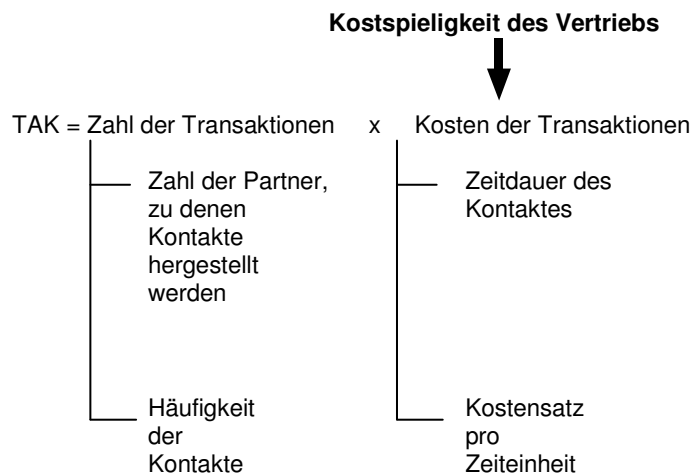 Kostspieligkeit des Vertriebs
TAK = Zahl der Transaktionen x Kosten der Transaktionen
Zahl der Partner,
zu denen
Kontakte
hergestellt
werden
Zeitdauer des
Kontaktes
Häufigkeit
der
Kontakte
Kostensatz
pro
Zeiteinheit